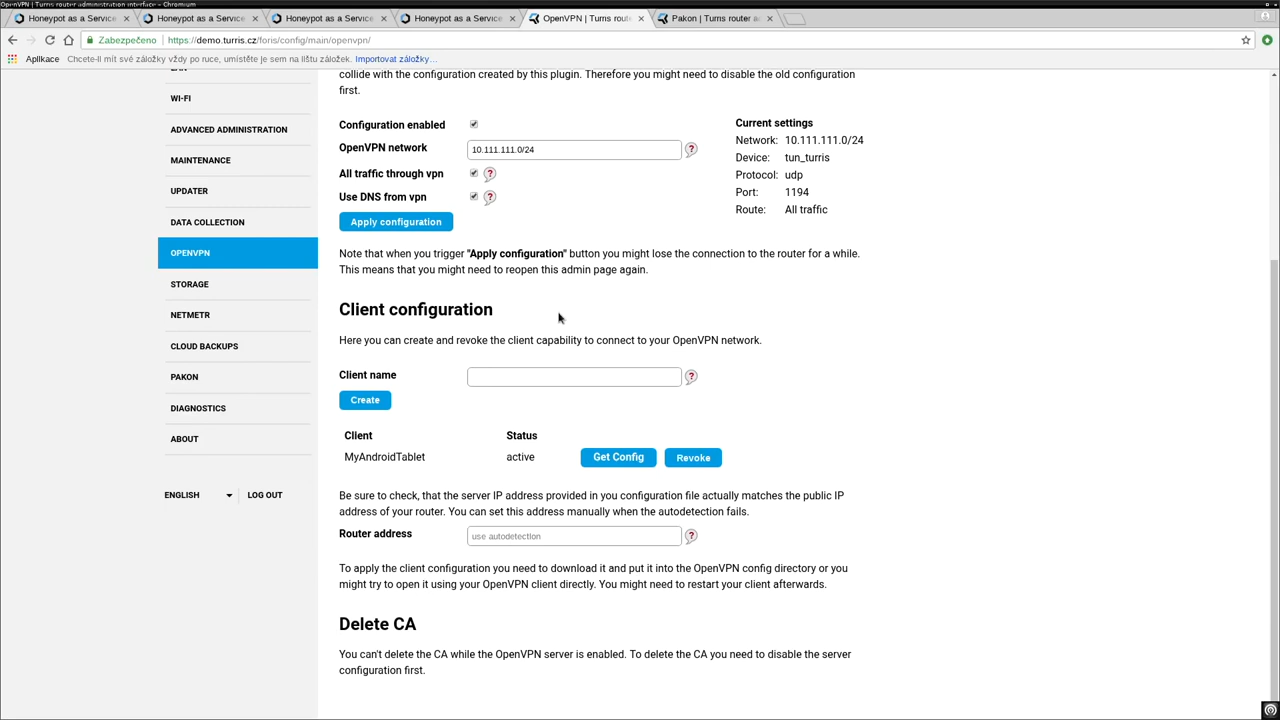 OpenVPN | Turris router administration interface - Chromium
Honeypot as a Service
Honeypot as a Service
Honeypot as a Service
Honeypot as a Service
OpenVPN | Turris route
Pakon | Turris router a
Zabezpečeno
https://demo.turris.cz/foris/config/main/openvpn/
Aplikace
Chcete-li mít své záložky vždy po ruce, umístěte je sem na lištu záložek.
Importovat záložky…
LAN
WI-FI
ADVANCED ADMINISTRATION
MAINTENANCE
UPDATER
DATA COLLECTION
OPENVPN
STORAGE
NETMETR
CLOUD BACKUPS
PAKON
DIAGNOSTICS
ABOUT
ENGLISH
LOG OUT
collide with the configuration created by this plugin. Therefore you might need to disable the old configuration
first.
Configuration enabled
OpenVPN network 10.111.111.0/24 ?
All traffic through vpn ?
Use DNS from vpn ?
Apply configuration
Current settings
Network: 10.111.111.0/24
Device: tun_turris
Protocol: udp
Port: 1194
Route: All traffic
Note that when you trigger "Apply configuration" button you might lose the connection to the router for a while.
This means that you might need to reopen this admin page again.
Client configuration
Here you can create and revoke the client capability to connect to your OpenVPN network.
Client name ?
Create
Client Status
MyAndroidTablet active Get Config Revoke
Be sure to check, that the server IP address provided in you configuration file actually matches the public IP
address of your router. You can set this address manually when the autodetection fails.
Router address use autodetection ?
To apply the client configuration you need to download it and put it into the OpenVPN config directory or you
might try to open it using your OpenVPN client directly. You might need to restart your client afterwards.
Delete CA
You can't delete the CA while the OpenVPN server is enabled. To delete the CA you need to disable the server
configuration first.